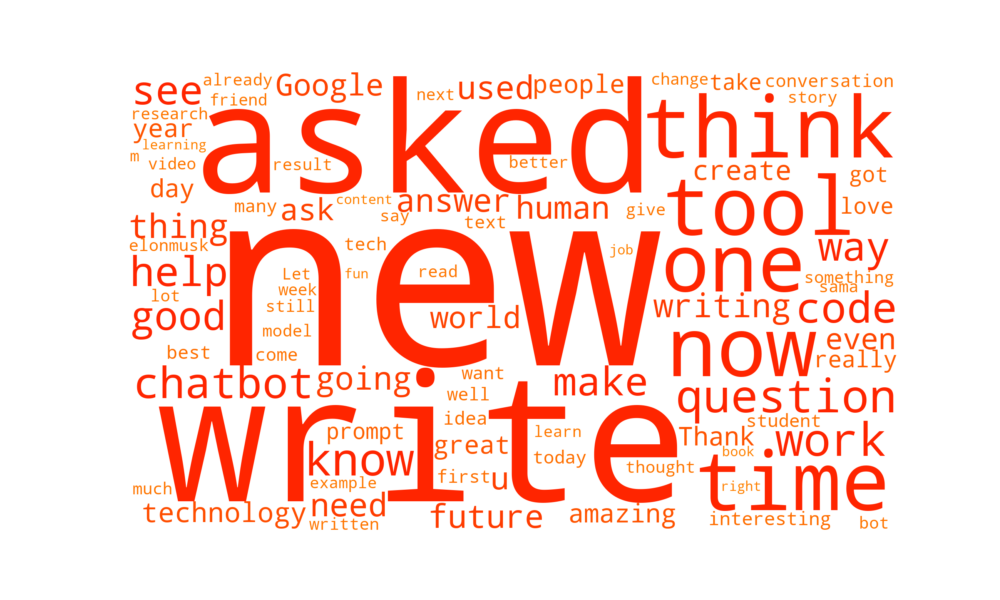 see already Google next used people change take conversation
friend story
research year asked think
m learning
video result better create got
day many ask content answer human give tool love
say text
thing new tech job one way
elonmusk something
help Let fun read sama
lot week writing code
good still world
model now even
best come really
chatbot going want make question
well
write idea student
prompt great learn Thank work
know book
today
first u thought time
much example right
need
technology future amazing interesting bot
written